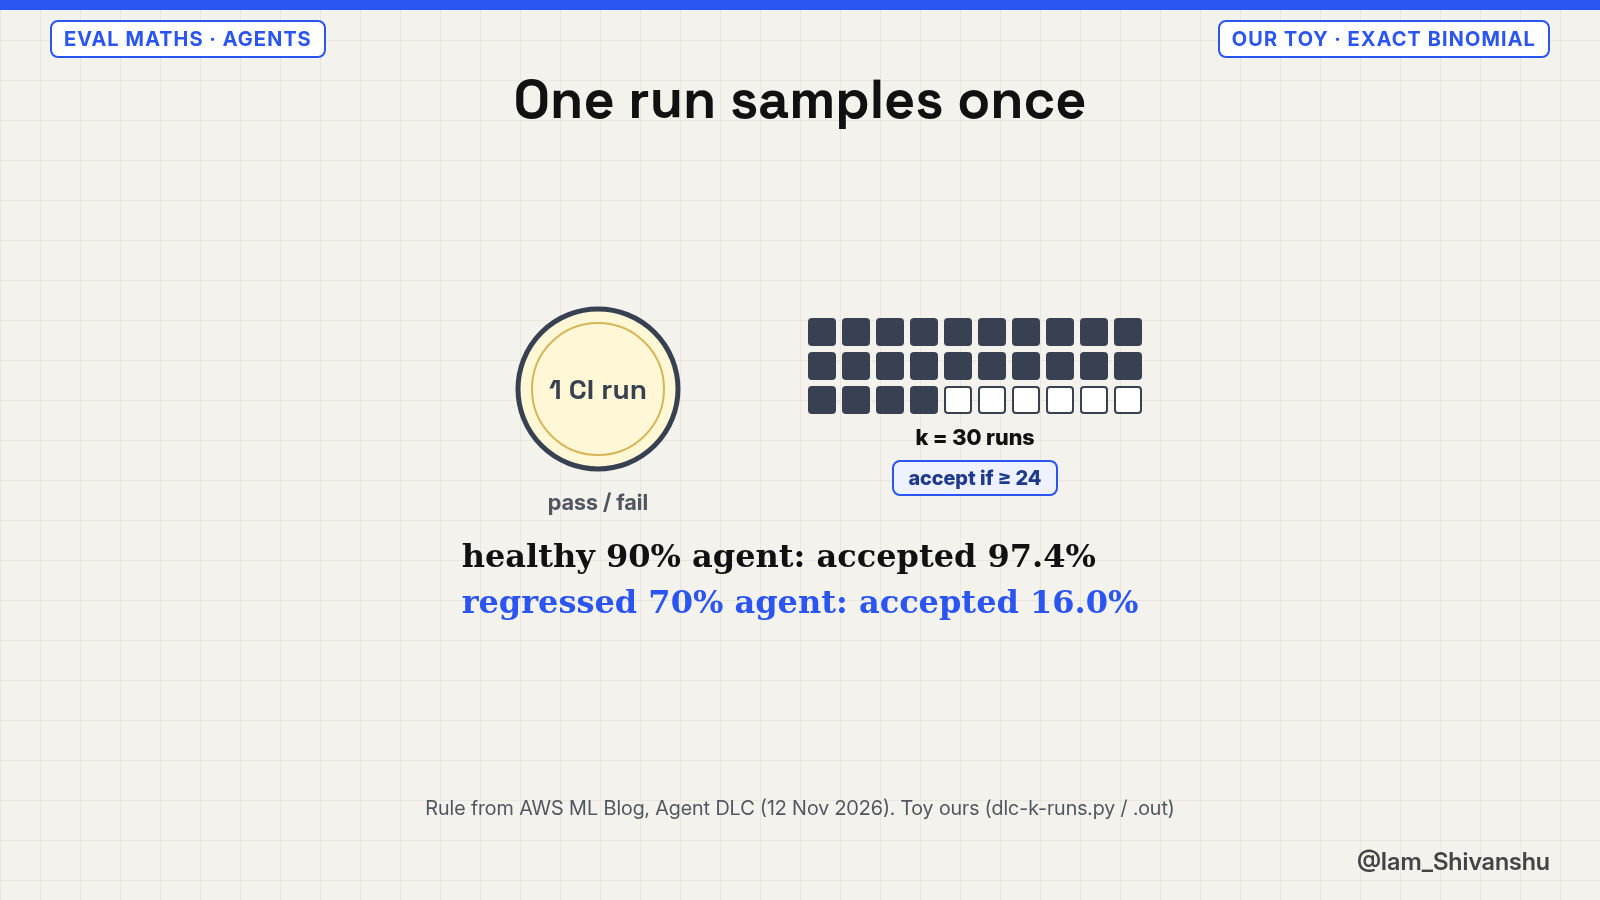 EVAL MATHS · AGENTS
OUR TOY · EXACT BINOMIAL
One run samples once
1 CI run
pass / fail
k = 30 runs
accept if ≥ 24
healthy 90% agent: accepted 97.4%
regressed 70% agent: accepted 16.0%
Rule from AWS ML Blog, Agent DLC (12 Nov 2026). Toy ours (dlc-k-runs.py / .out)
@Iam_Shivanshu